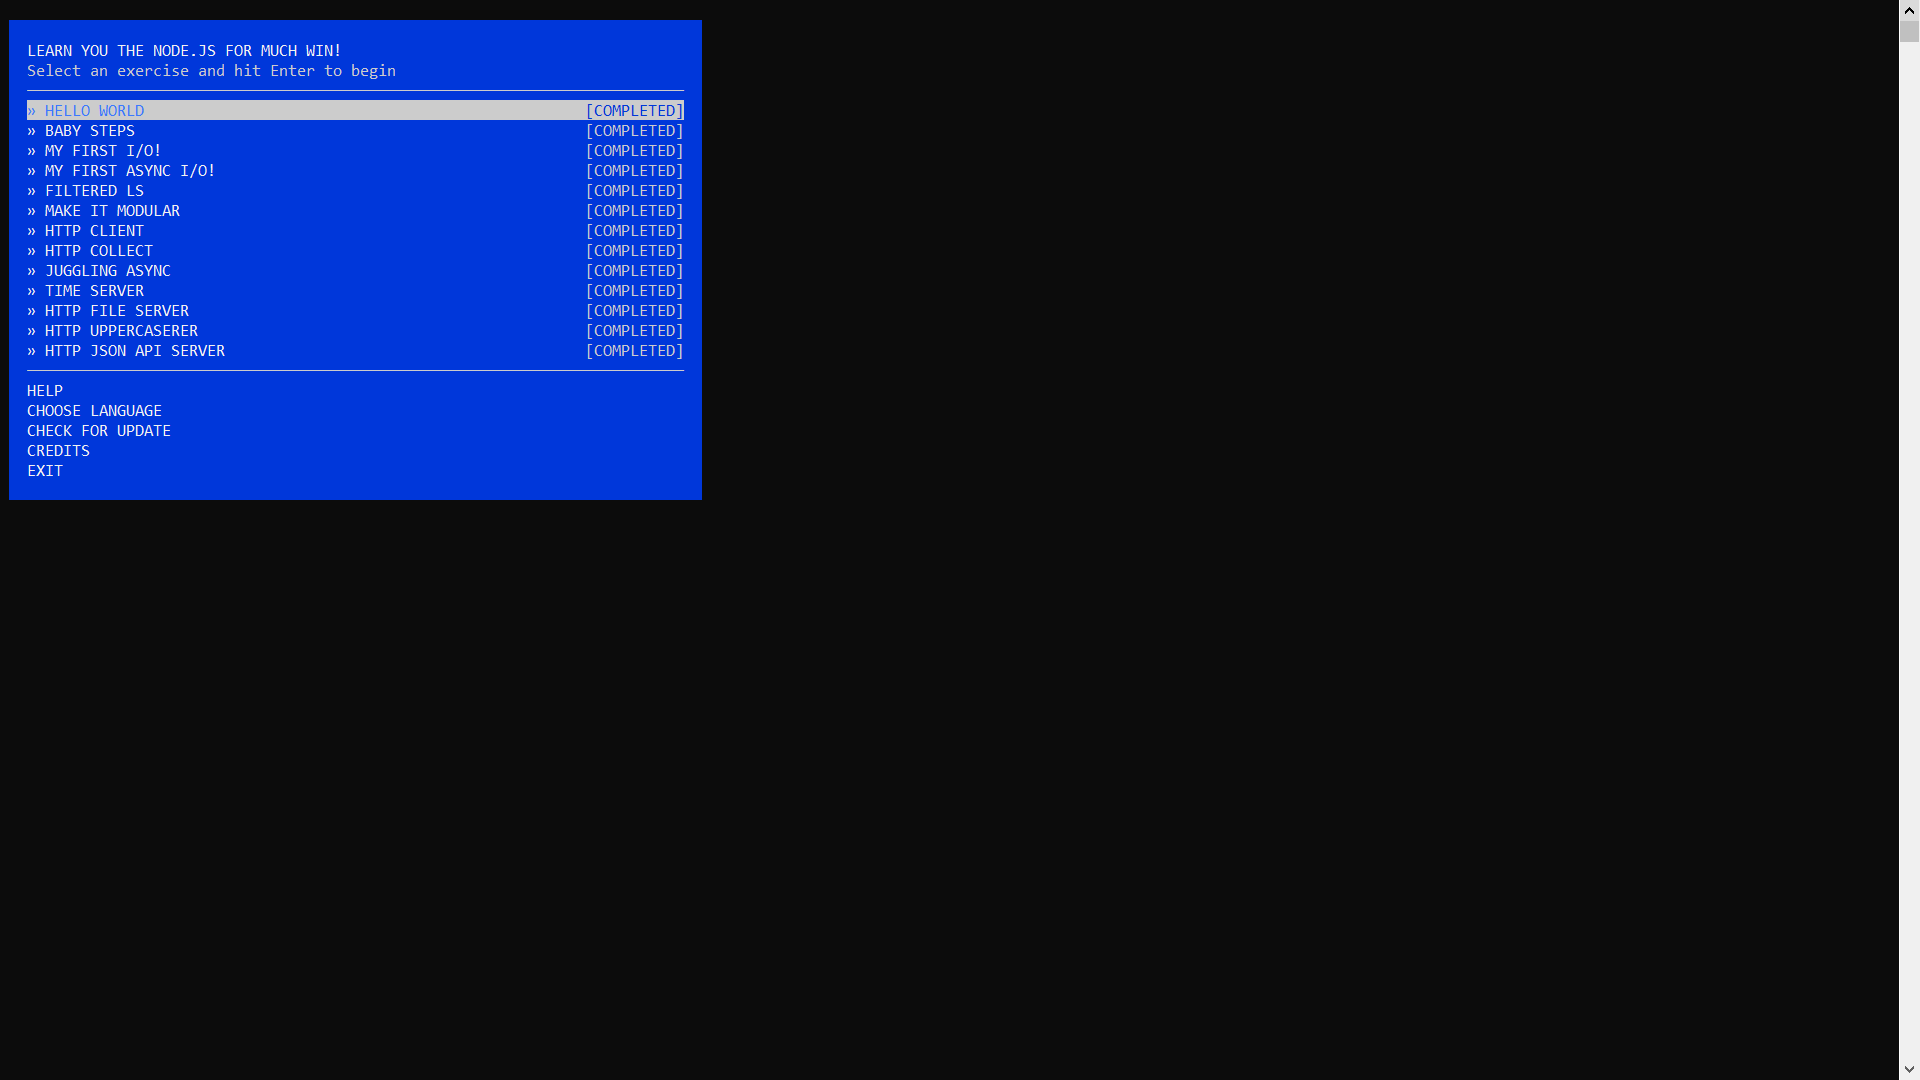 LEARN YOU THE NODE.JS FOR MUCH WIN!
Select an exercise and hit Enter to begin
» HELLO WORLD [COMPLETED]
» BABY STEPS [COMPLETED]
» MY FIRST I/O! [COMPLETED]
» MY FIRST ASYNC I/O! [COMPLETED]
» FILTERED LS [COMPLETED]
» MAKE IT MODULAR [COMPLETED]
» HTTP CLIENT [COMPLETED]
» HTTP COLLECT [COMPLETED]
» JUGGLING ASYNC [COMPLETED]
» TIME SERVER [COMPLETED]
» HTTP FILE SERVER [COMPLETED]
» HTTP UPPERCASERER [COMPLETED]
» HTTP JSON API SERVER [COMPLETED]
HELP
CHOOSE LANGUAGE
CHECK FOR UPDATE
CREDITS
EXIT